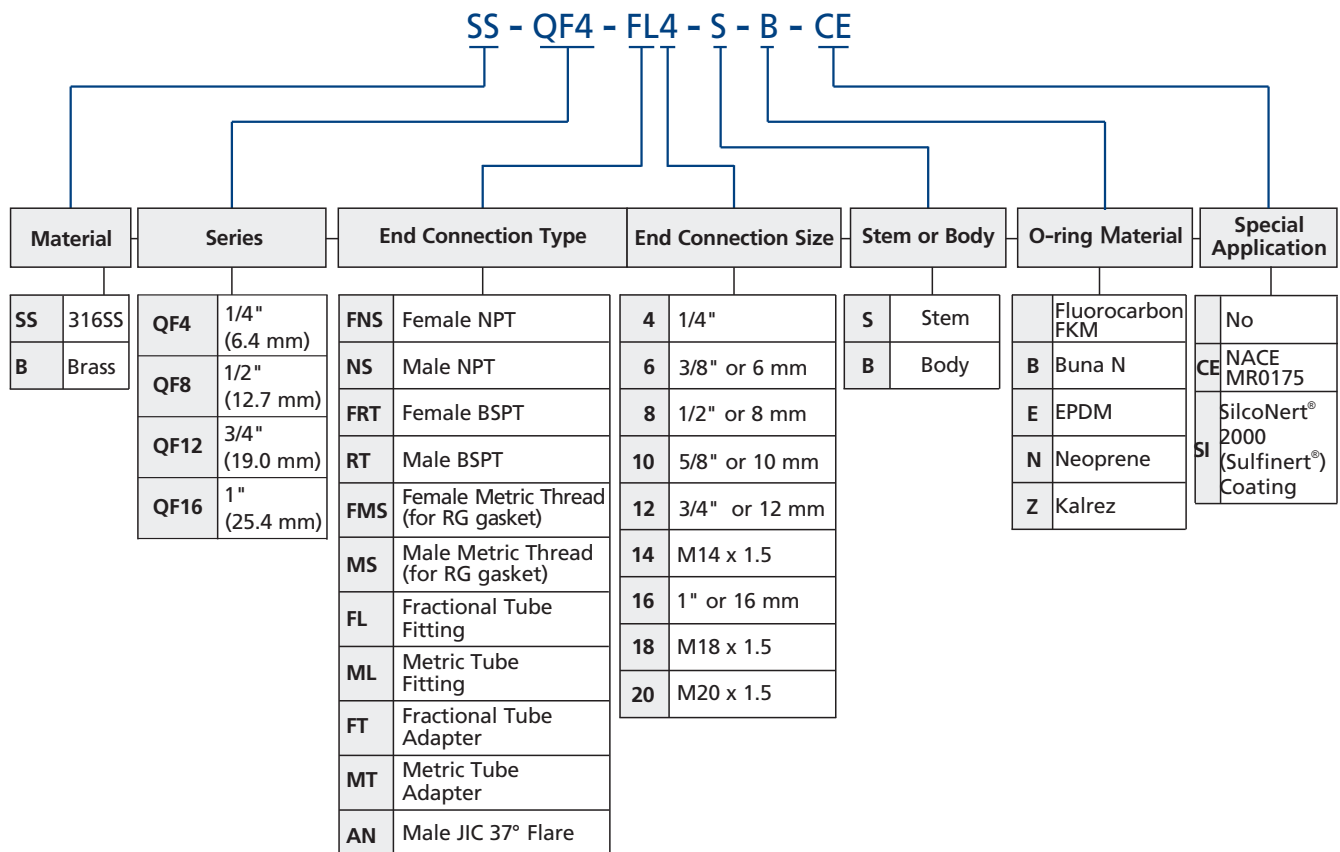 SS - QF4 - FL4 - S - B - CE
Material
Series
End Connection Type
End Connection Size
Stem or Body
O-ring Material
Special
Application
SS 316SS
B Brass
QF4 1/4"
(6.4 mm)
QF8 1/2"
(12.7 mm)
QF12 3/4"
(19.0 mm)
QF16 1"
(25.4 mm)
FNS Female NPT
NS Male NPT
FRT Female BSPT
RT Male BSPT
FMS Female Metric Thread
(for RG gasket)
MS Male Metric Thread
(for RG gasket)
FL Fractional Tube
Fitting
ML Metric Tube
Fitting
FT Fractional Tube
Adapter
MT Metric Tube
Adapter
AN Male JIC 37° Flare
4 1/4"
6 3/8" or 6 mm
8 1/2" or 8 mm
10 5/8" or 10 mm
12 3/4" or 12 mm
14 M14 x 1.5
16 1" or 16 mm
18 M18 x 1.5
20 M20 x 1.5
S Stem
B Body
Fluorocarbon
FKM
B Buna N
E EPDM
N Neoprene
Z Kalrez
No
CE NACE
MR0175
SI SilcoNert®
2000
(Sulfinert®)
Coating